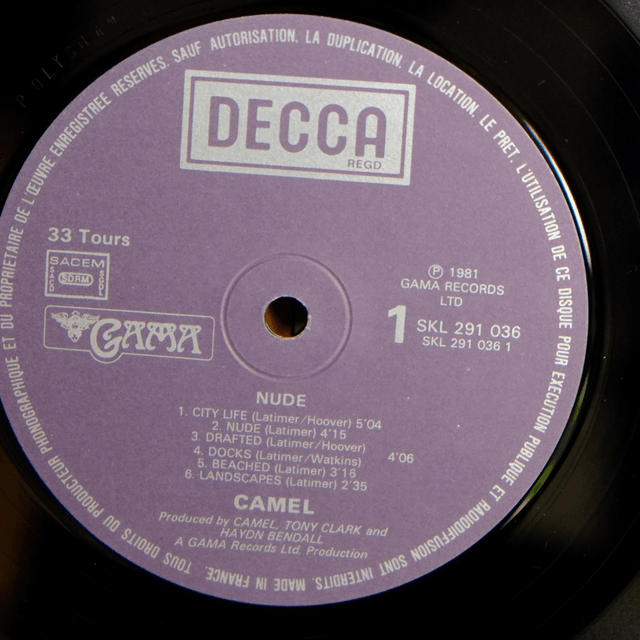 DECCA
REGD.
33 Tours
SACEM
SDRM
GAMA
℗ 1981
GAMA RECORDS
LTD
1
SKL 291 036
SKL 291 036 1
NUDE
1. CITY LIFE (Latimer/Hoover) 5'04
2. NUDE (Latimer) 4'15
3. DRAFTED (Latimer/Hoover)
4. DOCKS (Latimer/Watkins) 4'06
5. BEACHED (Latimer) 3'16
6. LANDSCAPES (Latimer) 2'35
CAMEL
Produced by CAMEL, TONY CLARK and
HAYDN BENDALL
A GAMA Records Ltd. Production
TOUS DROITS DU PRODUCTEUR PHONOGRAPHIQUE ET DU PROPRIETAIRE DE L'ŒUVRE ENREGISTREE RESERVES. SAUF AUTORISATION, LA DUPLICATION, LA LOCATION, LE PRET, L'UTILISATION DE CE DISQUE POUR EXECUTION PUBLIQUE ET RADIODIFFUSION SONT INTERDITS. MADE IN FRANCE.